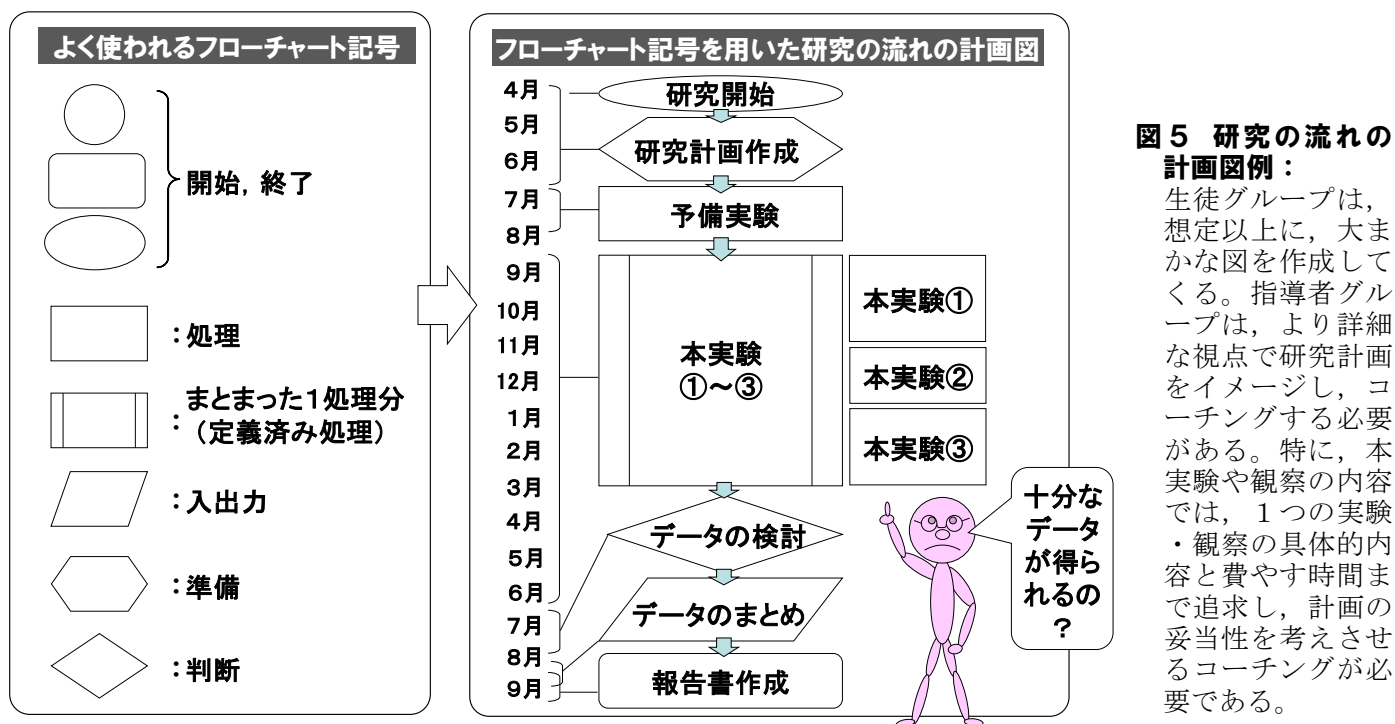 よく使われるフローチャート記号
開始，終了
：処理
：まとまった１処理分
（定義済み処理）
：入出力
：準備
：判断
フローチャート記号を用いた研究の流れの計画図
4月
5月
6月
7月
8月
9月
10月
11月
12月
1月
2月
3月
4月
5月
6月
7月
8月
9月
研究開始
研究計画作成
予備実験
本実験
①～③
本実験①
本実験②
本実験③
データの検討
データのまとめ
報告書作成
十分な
データ
が得ら
れるの
？
図５ 研究の流れの
計画図例：
生徒グループは，
想定以上に，大ま
かな図を作成して
くる。指導者グル
ープは，より詳細
な視点で研究計画
をイメージし，コ
ーチングする必要
がある。特に，本
実験や観察の内容
では，１つの実験
・観察の具体的内
容と費やす時間ま
で追求し，計画の
妥当性を考えさせ
るコーチングが必
要である。